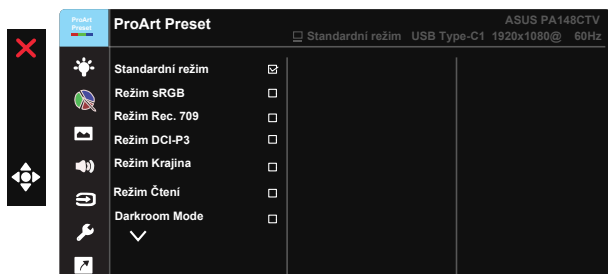 ProArt
Preset
ProArt Preset
ASUS PA148CTV
Standardní režim USB Type-C1 1920x1080@ 60Hz
Standardní režim
Režim sRGB
Režim Rec. 709
Režim DCI-P3
Režim Krajina
Režim Čtení
Darkroom Mode